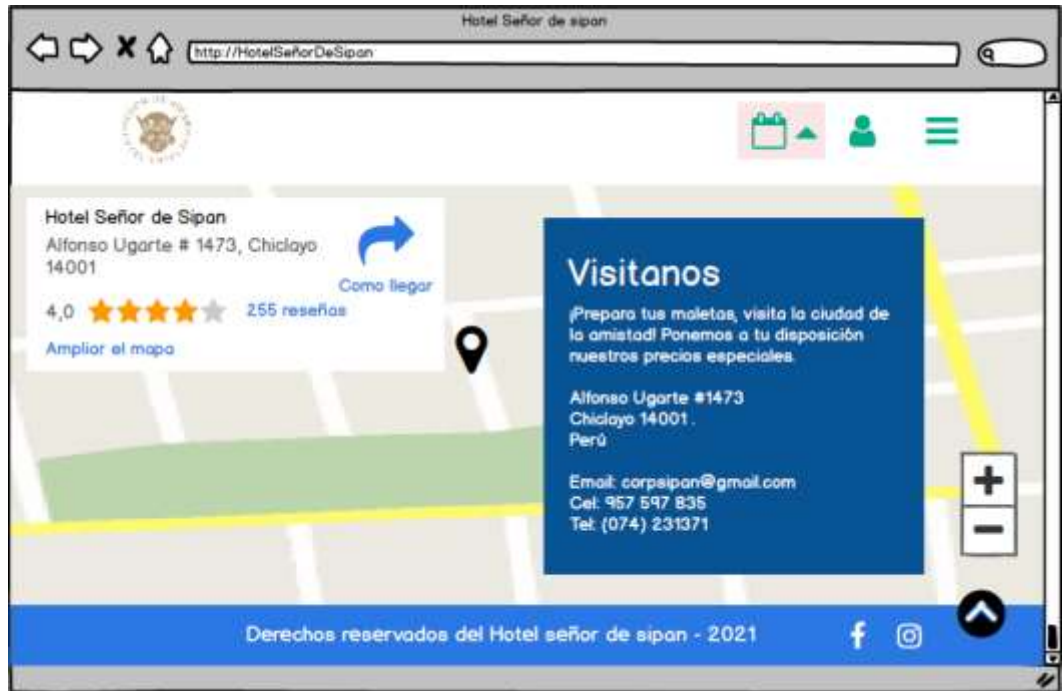 Hotel Señor de sipan
http://HotelSeñorDeSipan
Hotel Señor de Sipan
Alfonso Ugarte # 1473, Chiclayo
14001
Como llegar
4,0
255 reseñas
Ampliar el mapa
Visitanos
¡Prepara tus maletas, visita la ciudad de
la amistad! Ponemos a tu disposición
nuestros precios especiales.
Alfonso Ugarte #1473
Chiclayo 14001 .
Perú
Email: corpsipan@gmail.com
Cel: 957 597 835
Tel: (074) 231371
Derechos reservados del Hotel señor de sipan - 2021